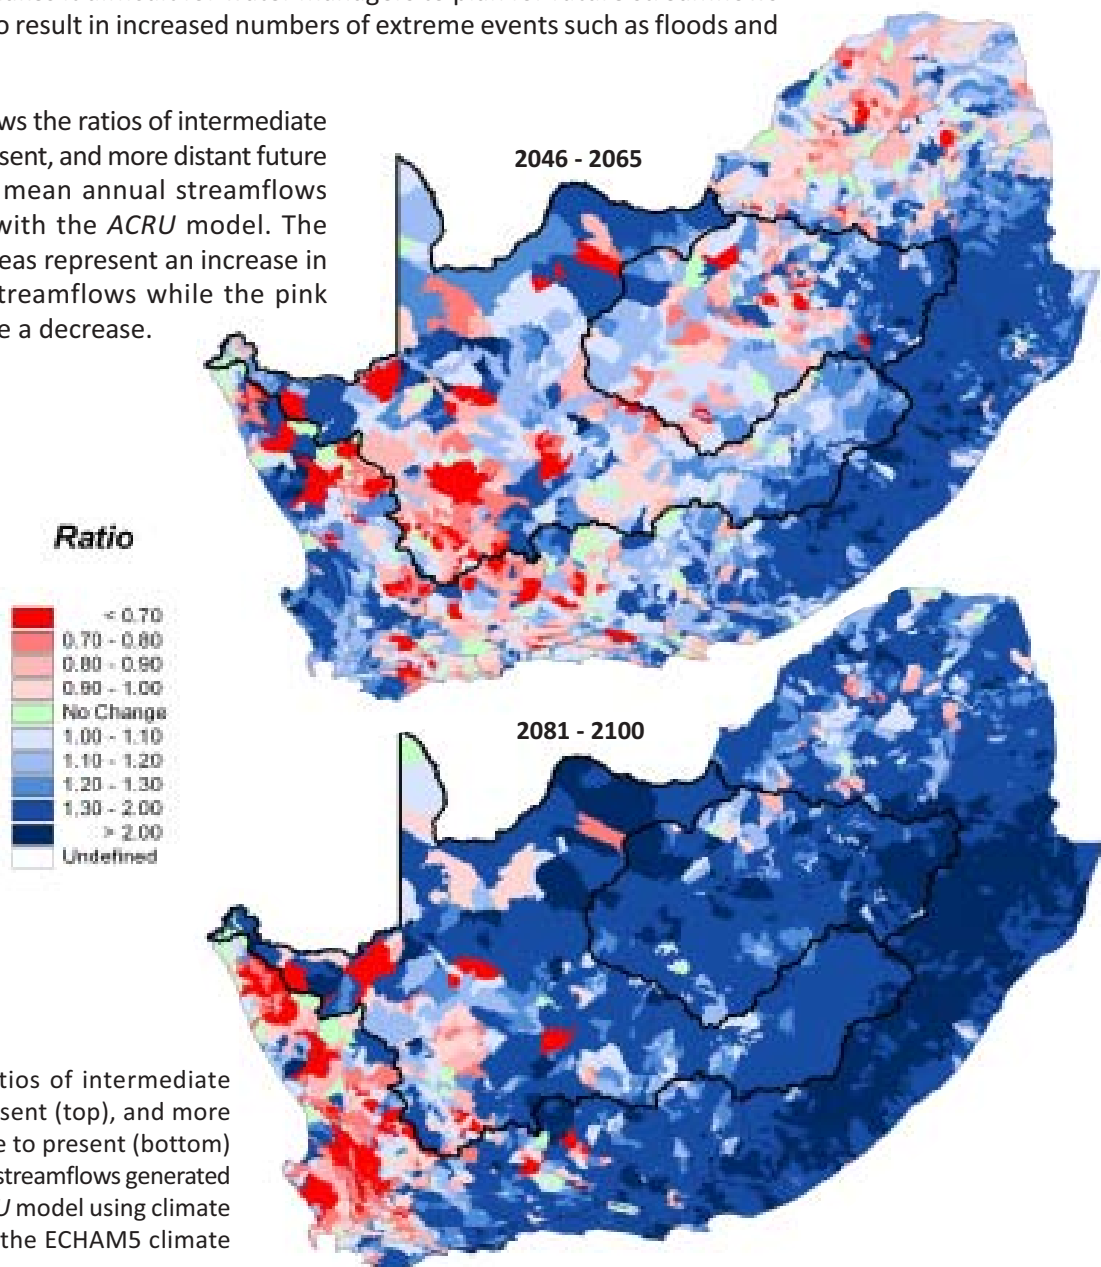 o result in increased numbers of extreme events such as floods and
ws the ratios of intermediate
sent, and more distant future
mean annual streamflows
with the ACRU model. The
eas represent an increase in
treamflows while the pink
e a decrease.
2046 - 2065
Ratio
< 0.70
0.70 - 0.80
0.80 - 0.90
0.90 - 1.00
No Change
1.00 - 1.10
1.10 - 1.20
1.20 - 1.30
1.30 - 2.00
> 2.00
Undefined
2081 - 2100
tios of intermediate
sent (top), and more
e to present (bottom)
streamflows generated
U model using climate
the ECHAM5 climate